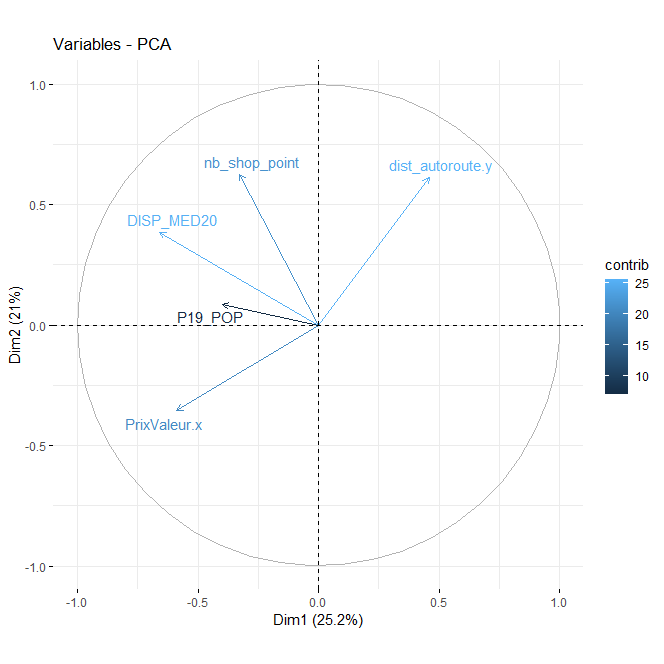 Variables - PCA
1.0
nb_shop_point
dist_autoroute.y
0.5
DISP_MED20
contrib
25
20
15
10
P19_POP
0.0
Dim2 (21%)
PrixValeur.x
-0.5
-1.0
-1.0 -0.5 0.0 0.5 1.0
Dim1 (25.2%)